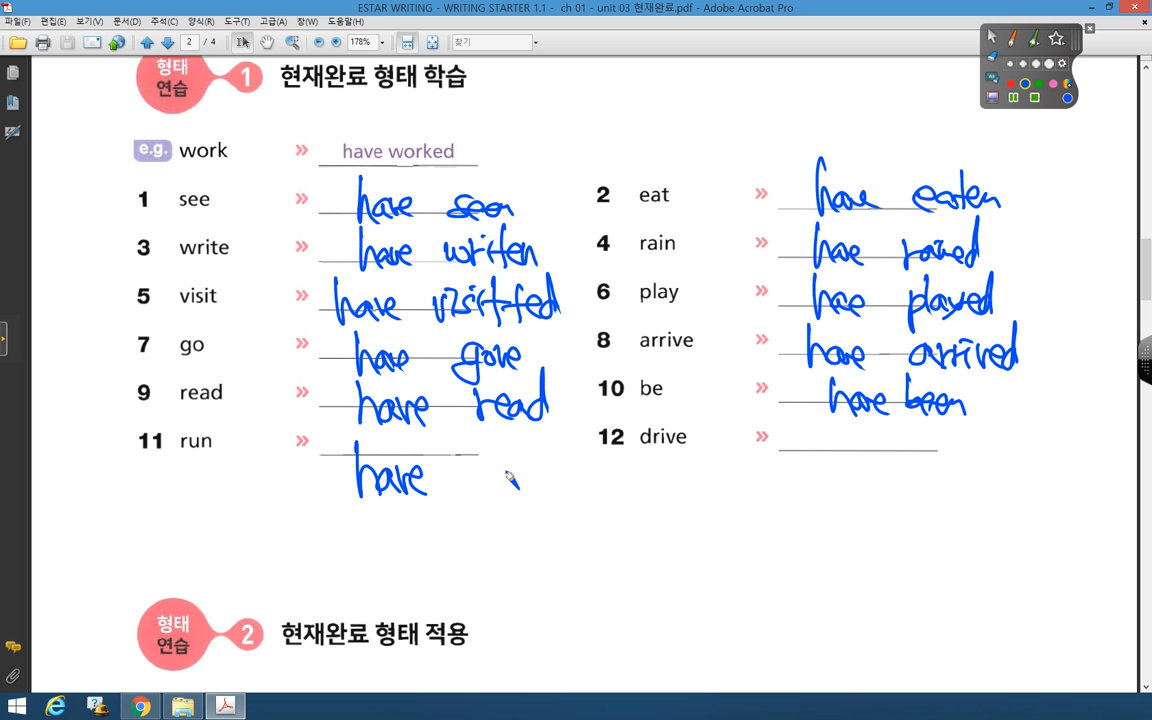 ESTAR WRITING - WRITING STARTER 1.1 - ch 01 - unit 03 현재완료.pdf - Adobe Acrobat Pro
파일(F) 편집(E) 보기(V) 문서(D) 주석(C) 양식(R) 도구(T) 고급(A) 창(W) 도움말(H)
2 / 4 178% 찾기
형태 연습 1 현재완료 형태 학습
e.g. work » have worked
1 see » have seen 2 eat » have eaten
3 write » have written 4 rain » have rained
5 visit » have visitted 6 play » have played
7 go » have gone 8 arrive » have arrived
9 read » have read 10 be » have been
11 run » have 12 drive »
형태 연습 2 현재완료 형태 적용